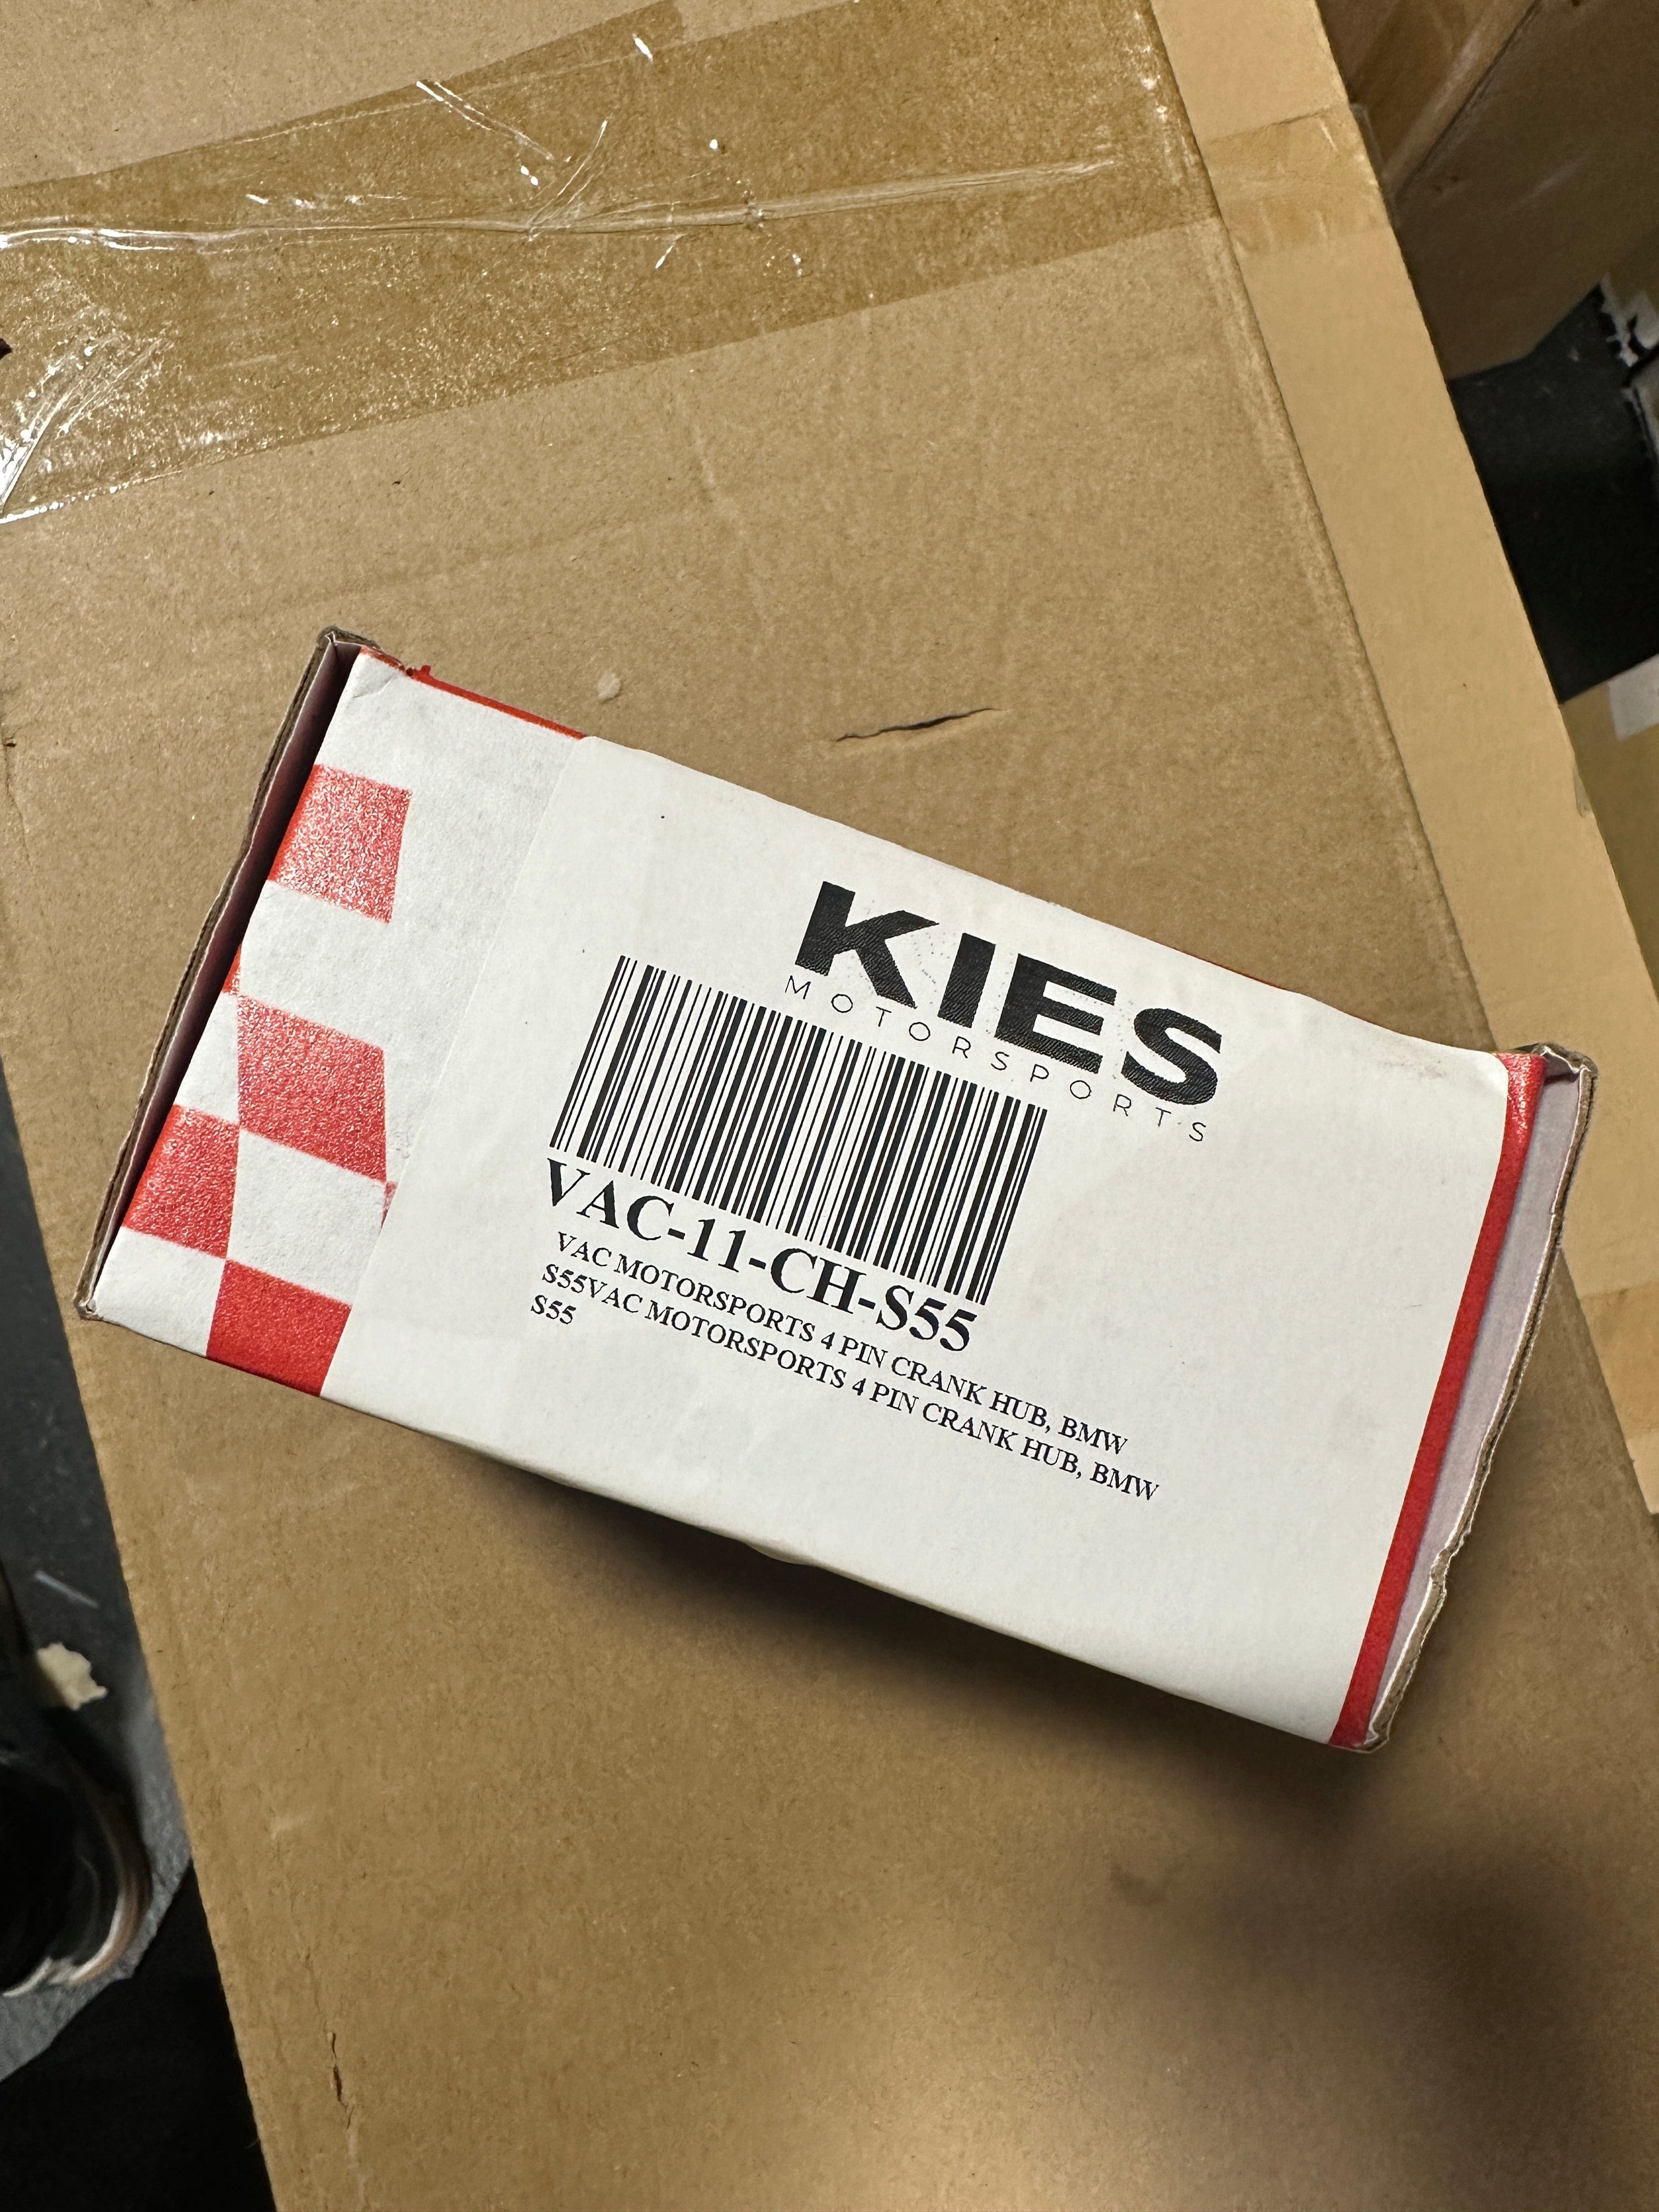 KIES
MOTORSPORTS
VAC-11-CH-S55
VAC MOTORSPORTS 4 PIN CRANK HUB, BMW
S55VAC MOTORSPORTS 4 PIN CRANK HUB, BMW
S55